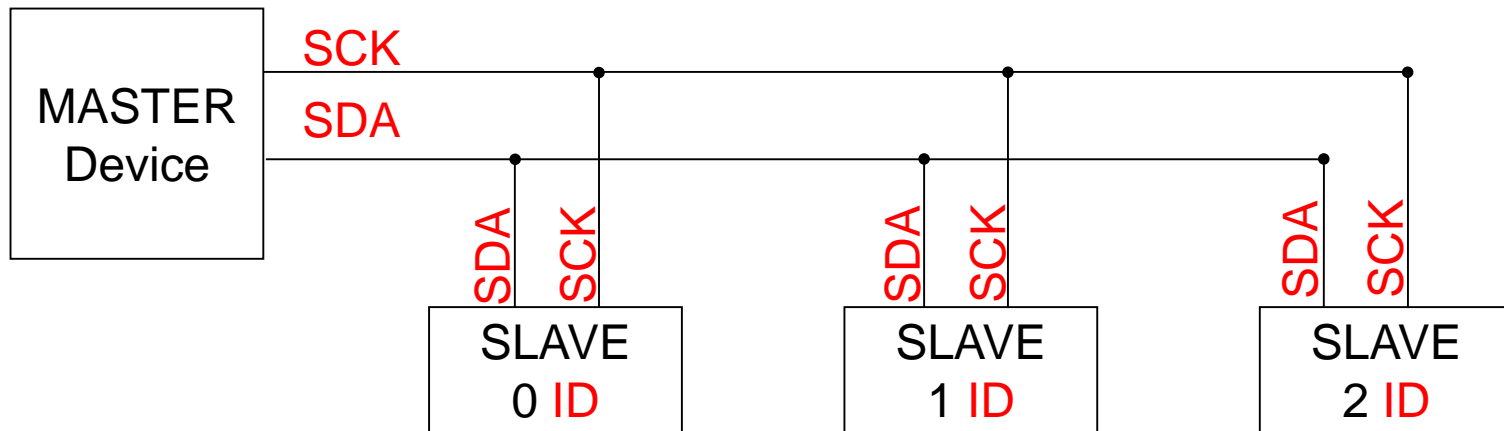 SCK
MASTER
Device
SDA
SDA
SCK
SDA
SCK
SDA
SCK
SLAVE
0 ID
SLAVE
1 ID
SLAVE
2 ID